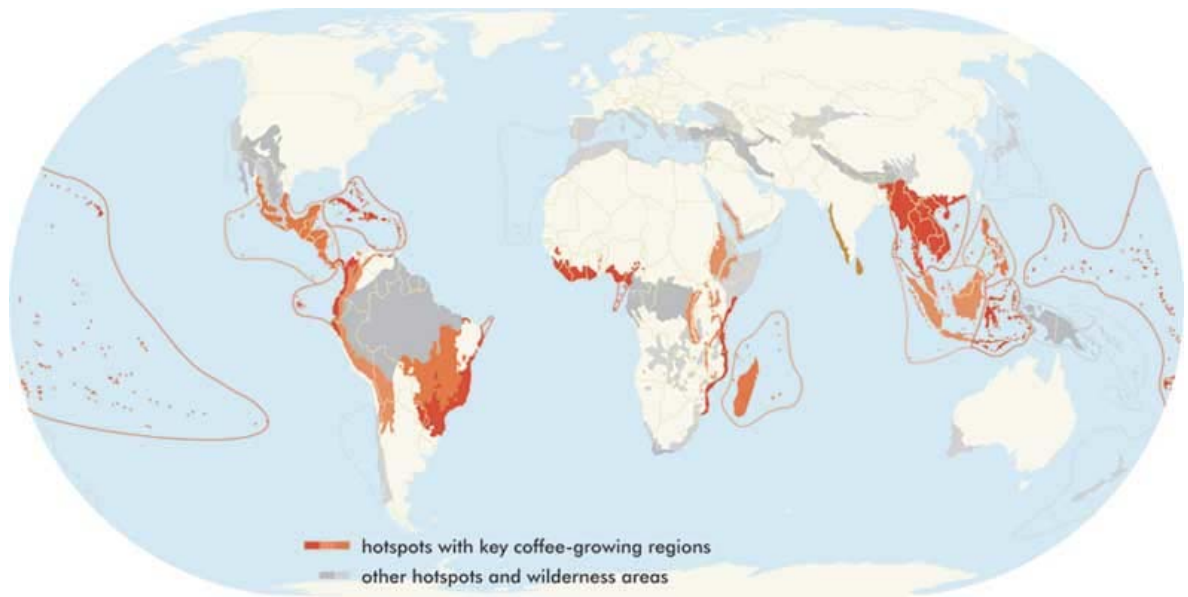 hotspots with key coffee-growing regions
other hotspots and wilderness areas